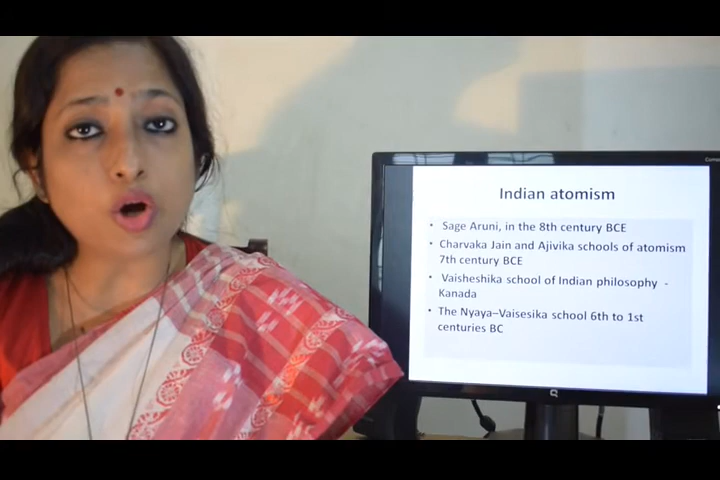 Indian atomism
• Sage Aruni, in the 8th century BCE
• Charvaka Jain and Ajivika schools of atomism
7th century BCE
• Vaisheshika school of Indian philosophy -
Kanada
• The Nyaya–Vaisesika school 6th to 1st
centuries BC